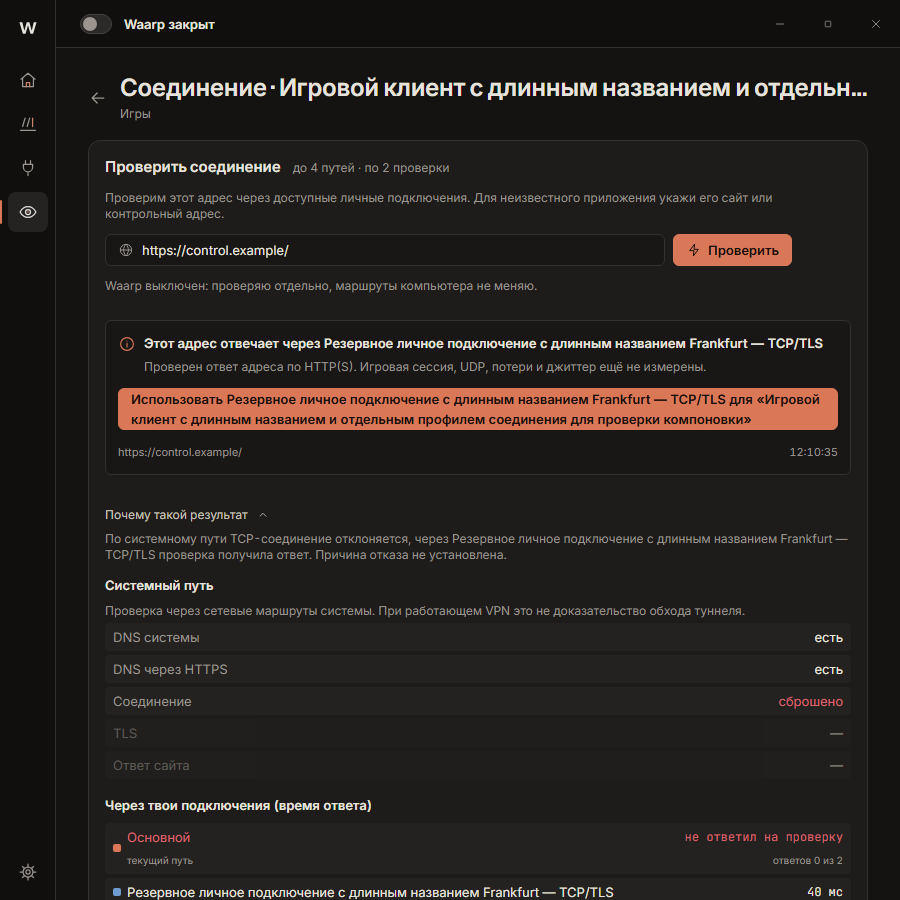 W
Waarp закрыт
Соединение · Игровой клиент с длинным названием и отдельн...
Игры
Проверить соединение до 4 путей · по 2 проверки
Проверим этот адрес через доступные личные подключения. Для неизвестного приложения укажи его сайт или
контрольный адрес.
https://control.example/
Проверить
Waarp выключен: проверяю отдельно, маршруты компьютера не меняю.
Этот адрес отвечает через Резервное личное подключение с длинным названием Frankfurt — TCP/TLS
Проверен ответ адреса по HTTP(S). Игровая сессия, UDP, потери и джиттер ещё не измерены.
Использовать Резервное личное подключение с длинным названием Frankfurt — TCP/TLS для «Игровой
клиент с длинным названием и отдельным профилем соединения для проверки компоновки»
https://control.example/ 12:10:35
Почему такой результат
По системному пути TCP-соединение отклоняется, через Резервное личное подключение с длинным названием Frankfurt —
TCP/TLS проверка получила ответ. Причина отказа не установлена.
Системный путь
Проверка через сетевые маршруты системы. При работающем VPN это не доказательство обхода туннеля.
DNS системы есть
DNS через HTTPS есть
Соединение сброшено
TLS —
Ответ сайта —
Через твои подключения (время ответа)
Основной не ответил на проверку
текущий путь ответов 0 из 2
Резервное личное подключение с длинным названием Frankfurt — TCP/TLS 40 мс